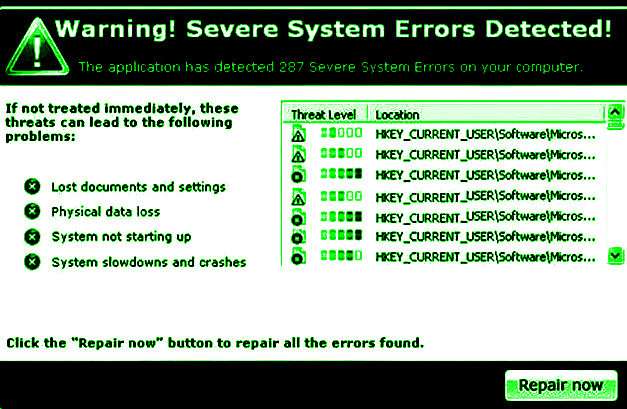 Warning! Severe System Errors Detected!
The application has detected 287 Severe System Errors on your computer.
If not treated immediately, these
threats can lead to the following
problems:
Lost documents and settings
Physical data loss
System not starting up
System slowdowns and crashes
Threat Level Location
HKEY_CURRENT_USER\Software\Micros...
HKEY_CURRENT_USER\Software\Micros...
HKEY_CURRENT_USER\Software\Micros...
HKEY_CURRENT_USER\Software\Micros...
HKEY_CURRENT_USER\Software\Micros...
HKEY_CURRENT_USER\Software\Micros...
HKEY_CURRENT_USER\Software\Micros...
Click the "Repair now" button to repair all the errors found.
Repair now